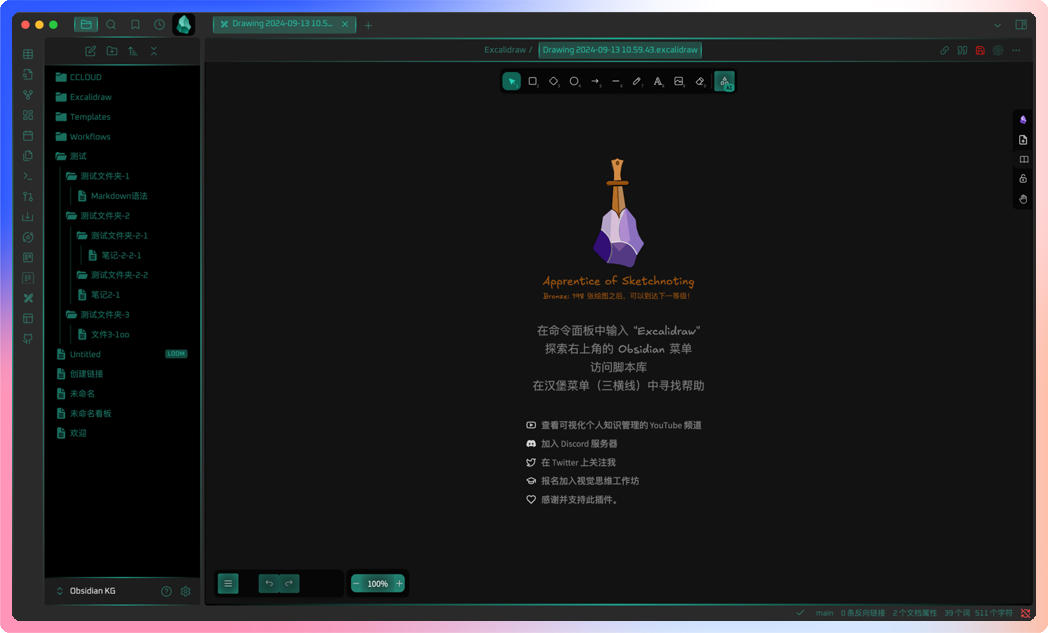 Drawing 2024-09-13 10.5...
Excalidraw / Drawing 2024-09-13 10.59.43.excalidraw
CCLOUD
Excalidraw
Templates
Workflows
测试
测试文件夹-1
Markdown语法
测试文件夹-2
测试文件夹-2-1
笔记-2-2-1
测试文件夹-2-2
笔记2-1
测试文件夹-3
文件3-1oo
Untitled
LOOM
创建链接
未命名
未命名看板
欢迎
Obsidian KG
Apprentice of Sketchnoting
Bronze: 198 张绘图之后，可以到达下一等级！
在命令面板中输入 “Excalidraw”
探索右上角的 Obsidian 菜单
访问脚本库
在汉堡菜单（三横线）中寻找帮助
查看可视化个人知识管理的 YouTube 频道
加入 Discord 服务器
在 Twitter 上关注我
报名加入视觉思维工作坊
感谢并支持此插件。
100%
main 0 条反向链接 2 个文档属性 39 个词 511 个字符